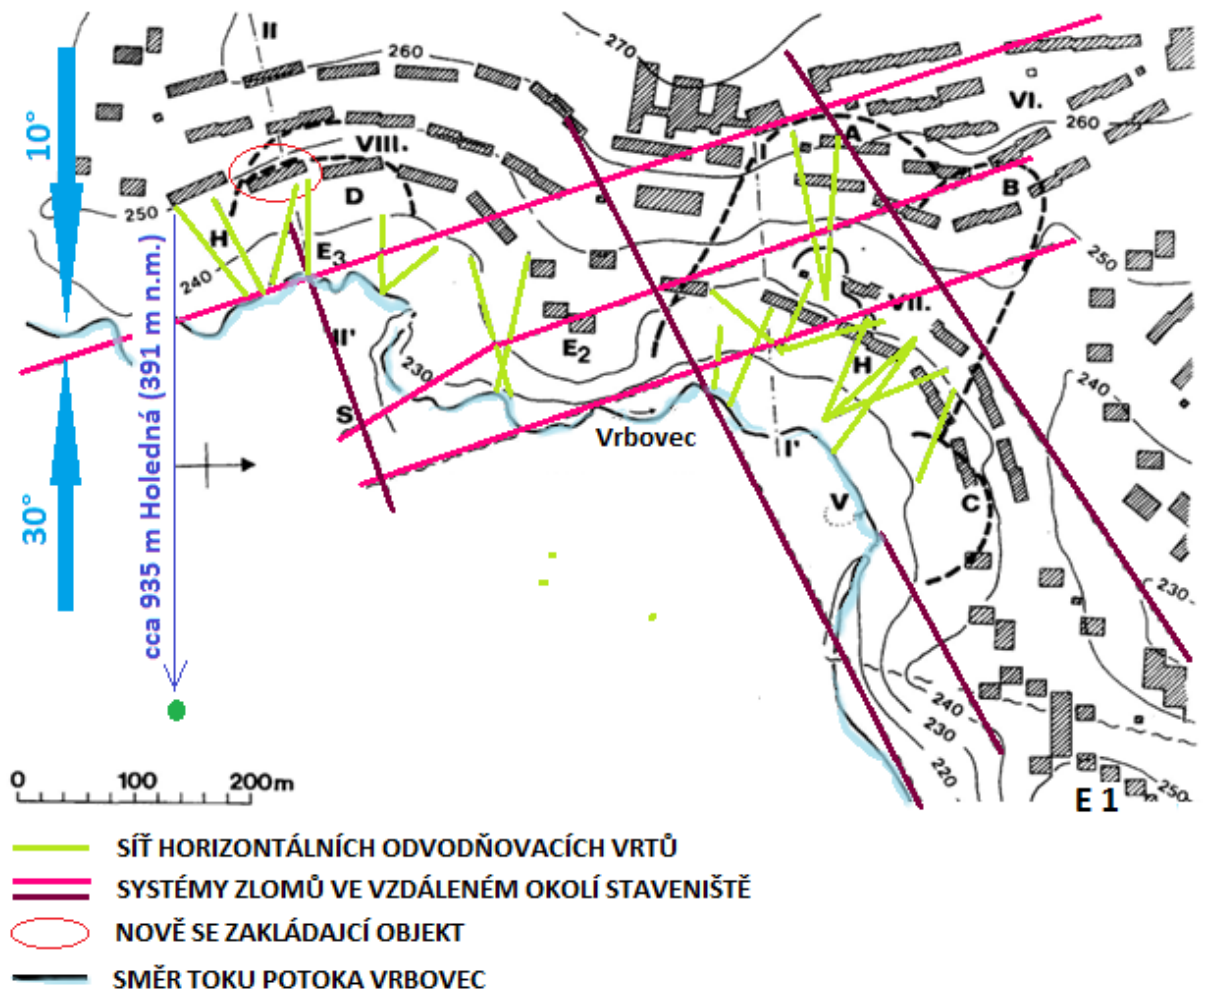 II
260
270
10°
VIII.
I
A
VI.
260
D
B
250
H
E3
240
250
cca 935 m Holedná (391 m n.m.)
VII.
II'
E2
230
H
240
S
Vrbovec
I'
30°
V
C
230
240
230
220
250
E 1
0 100 200m
SÍŤ HORIZONTÁLNÍCH ODVODŇOVACÍCH VRTŮ
SYSTÉMY ZLOMŮ VE VZDÁLENÉM OKOLÍ STAVENIŠTĚ
NOVĚ SE ZAKLÁDAJCÍ OBJEKT
SMĚR TOKU POTOKA VRBOVEC